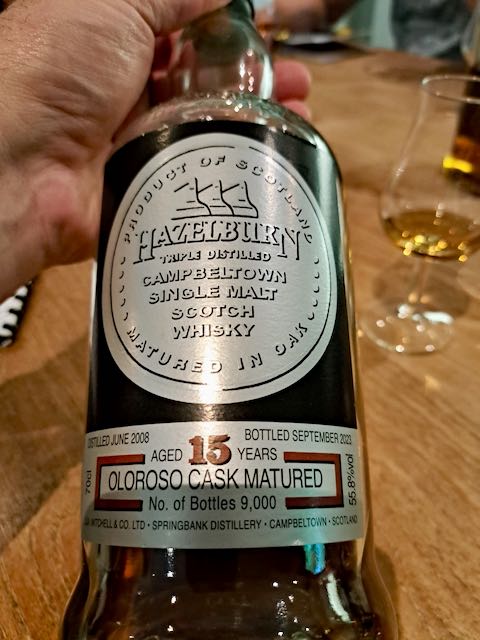 PRODUCT OF SCOTLAND
HAZELBURN
TRIPLE DISTILLED
CAMPBELTOWN
SINGLE MALT
SCOTCH
WHISKY
MATURED IN OAK
DISTILLED JUNE 2008
BOTTLED SEPTEMBER 2023
AGED 15 YEARS
70cl
OLOROSO CASK MATURED
55.8%vol
No. of Bottles 9,000
MITCHELL & CO. LTD • SPRINGBANK DISTILLERY • CAMPBELTOWN • SCOTLAND